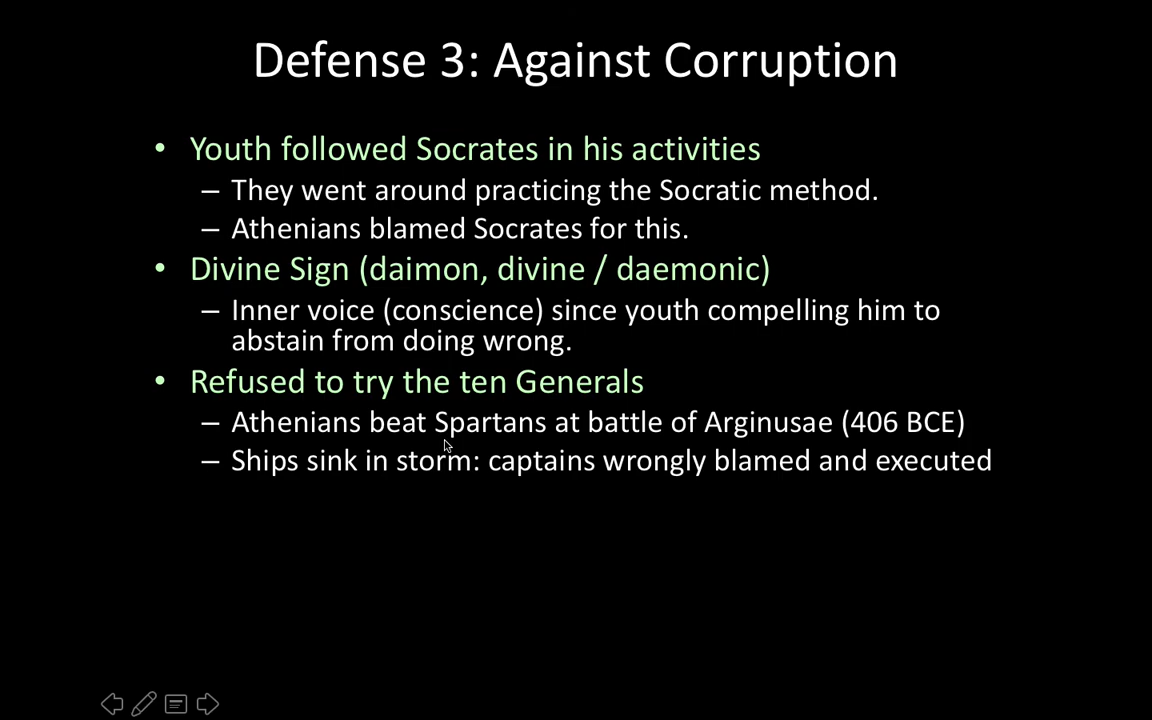 Defense 3: Against Corruption
• Youth followed Socrates in his activities
– They went around practicing the Socratic method.
– Athenians blamed Socrates for this.
• Divine Sign (daimon, divine / daemonic)
– Inner voice (conscience) since youth compelling him to
abstain from doing wrong.
• Refused to try the ten Generals
– Athenians beat Spartans at battle of Arginusae (406 BCE)
– Ships sink in storm: captains wrongly blamed and executed